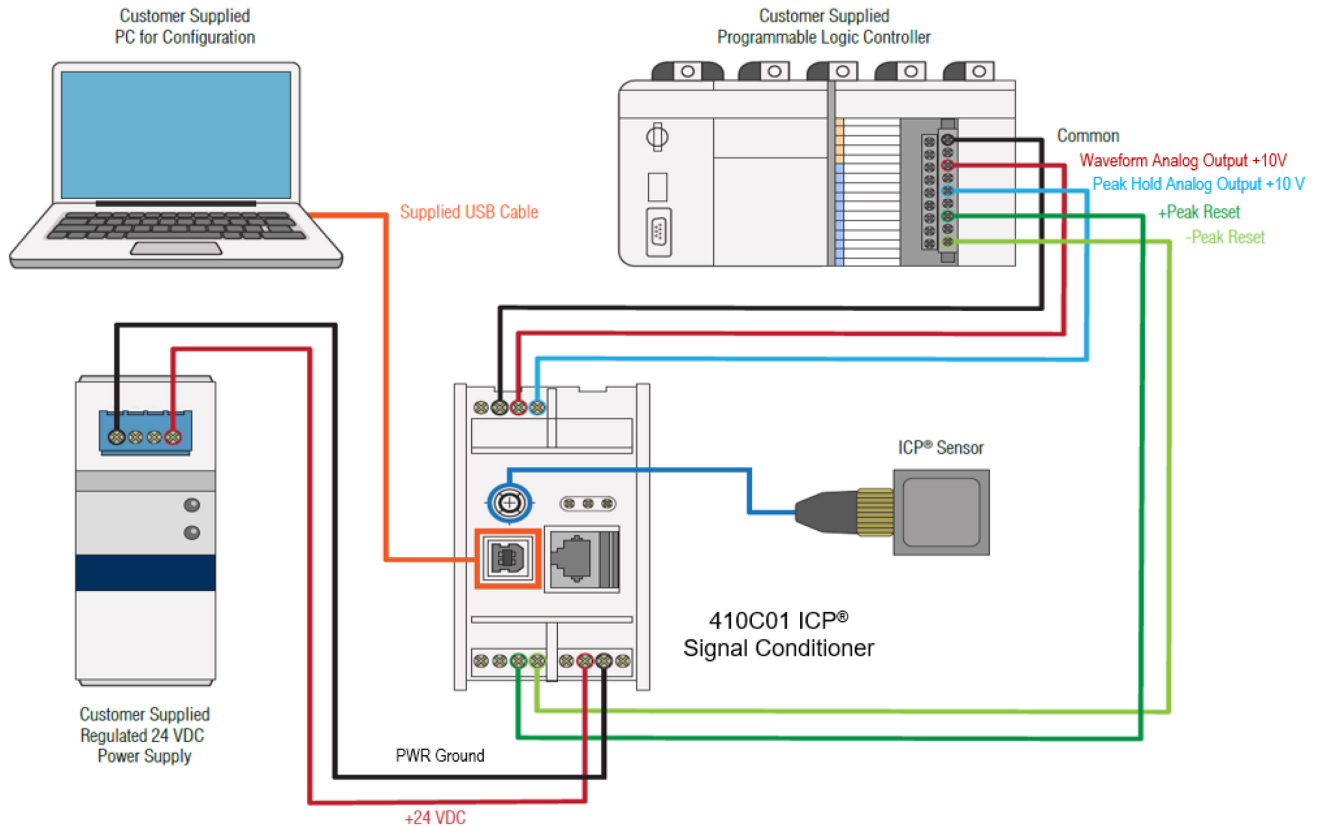 Customer Supplied
PC for Configuration
Customer Supplied
Programmable Logic Controller
Common
Waveform Analog Output +10V
Peak Hold Analog Output +10 V
+Peak Reset
-Peak Reset
Supplied USB Cable
ICP® Sensor
410C01 ICP®
Signal Conditioner
Customer Supplied
Regulated 24 VDC
Power Supply
PWR Ground
+24 VDC